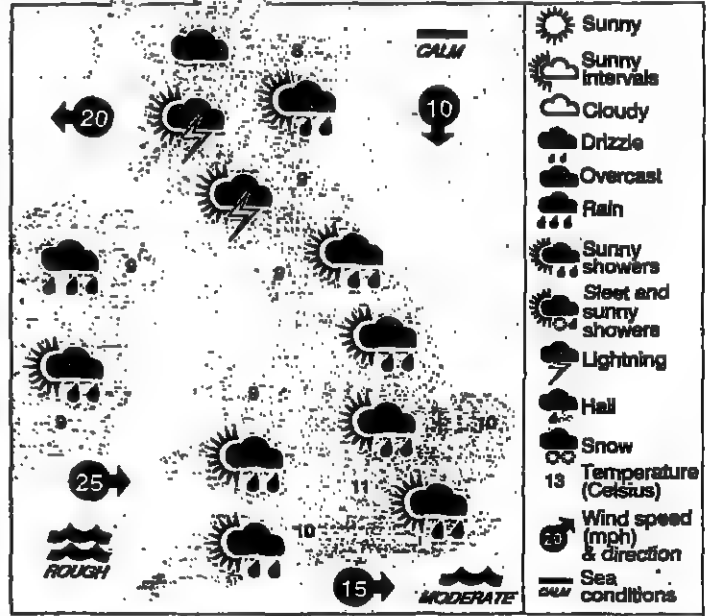 8
CALM
20
10
9
9
9
9
9
10
25
11
10
ROUGH
15
MODERATE
Sunny
Sunny
intervals
Cloudy
Drizzle
Overcast
Rain
Sunny
showers
Sleet and
sunny
showers
Lightning
Hail
Snow
13 Temperature
(Celsius)
Wind speed
(mph)
& direction
CALM Sea
conditions